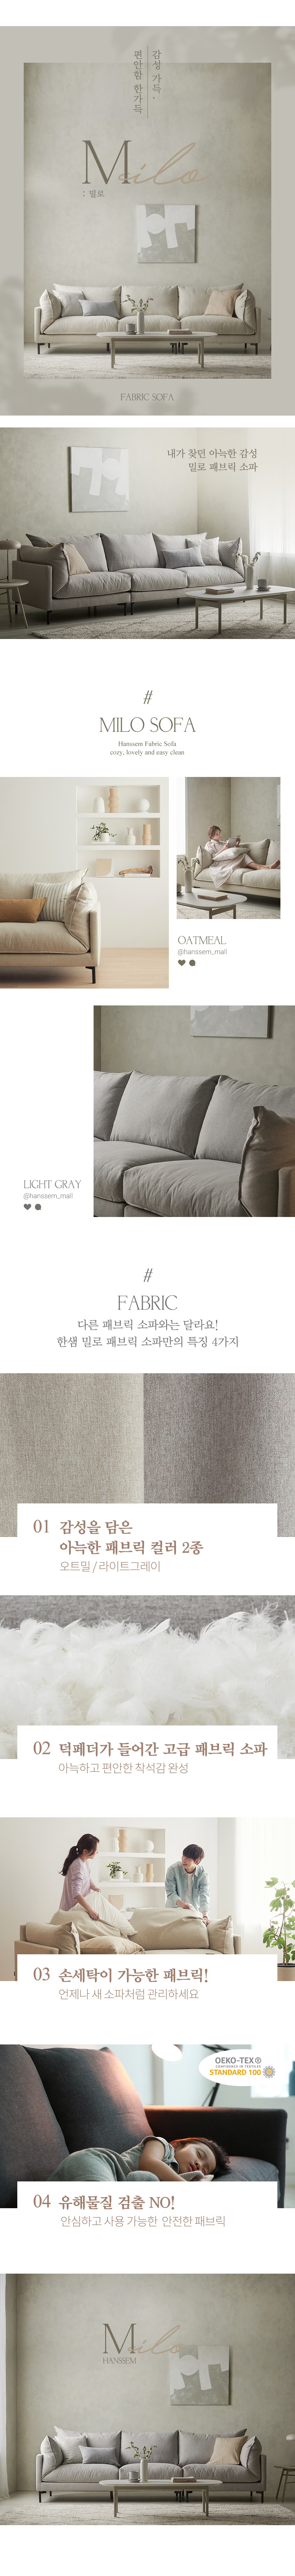 감성 가득 ·
편안함 한가득
Milo
: 밀로
FABRIC SOFA
내가 찾던 아늑한 감성
밀로 패브릭 소파
#
MILO SOFA
Hanssem Fabric Sofa
cozy, lovely and easy clean
OATMEAL
@hanssem_mall
LIGHT GRAY
@hanssem_mall
#
FABRIC
다른 패브릭 소파와는 달라요!
한샘 밀로 패브릭 소파만의 특징 4가지
01 감성을 담은
아늑한 패브릭 컬러 2종
오트밀 / 라이트그레이
02 덕페더가 들어간 고급 패브릭 소파
아늑하고 편안한 착석감 완성
03 손세탁이 가능한 패브릭!
언제나 새 소파처럼 관리하세요
OEKO-TEX®
CONFIDENCE IN TEXTILES
STANDARD 100
04 유해물질 검출 NO!
안심하고 사용 가능한 안전한 패브릭
Milo
HANSSEM